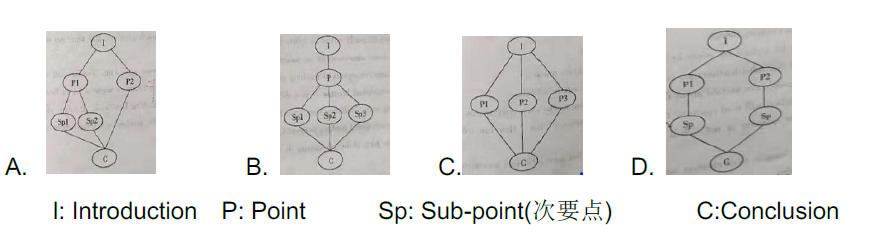 I I I I
P1 P2 P P1 P2 P3 P1 P2
Sp1 Sp2 Sp1 Sp2 Sp3 Sp Sp
C C C C
A. B. C. D.
I: Introduction P: Point Sp: Sub-point(次要点) C:Conclusion